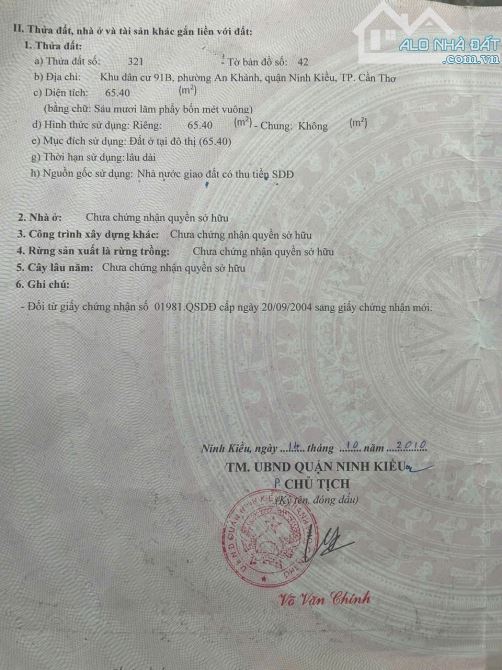 ALO NHÀ ĐẤT
.com.vn
II. Thửa đất, nhà ở và tài sản khác gắn liền với đất:
1. Thửa đất:
a) Thửa đất số: 321 - Tờ bản đồ số: 42
b) Địa chỉ: Khu dân cư 91B, phường An Khánh, quận Ninh Kiều, TP. Cần Thơ
c) Diện tích: 65.40 (m²)
(bằng chữ: Sáu mươi lăm phẩy bốn mét vuông)
d) Hình thức sử dụng: Riêng: 65.40 (m²) - Chung: Không (m²)
e) Mục đích sử dụng: Đất ở tại đô thị (65.40)
g) Thời hạn sử dụng: lâu dài
h) Nguồn gốc sử dụng: Nhà nước giao đất có thu tiền SDĐ
2. Nhà ở: Chưa chứng nhận quyền sở hữu
3. Công trình xây dựng khác: Chưa chứng nhận quyền sở hữu
4. Rừng sản xuất là rừng trồng: Chưa chứng nhận quyền sở hữu
5. Cây lâu năm: Chưa chứng nhận quyền sở hữu
6. Ghi chú:
- Đổi từ giấy chứng nhận số 01981.QSDĐ cấp ngày 20/09/2004 sang giấy chứng nhận mới.
Ninh Kiều, ngày 14 tháng 10 năm 2010
TM. UBND QUẬN NINH KIỀU
P CHỦ TỊCH
(Ký tên, đóng dấu)
Võ Văn Chính